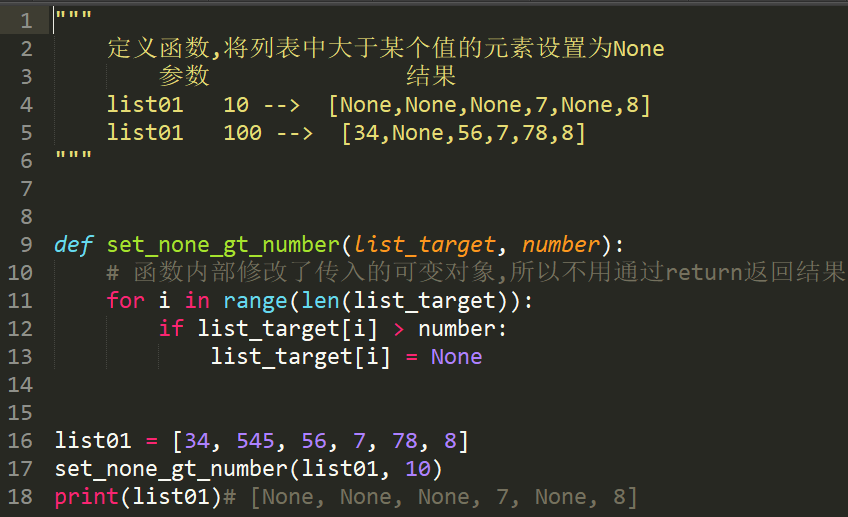 1 """
2 定义函数,将列表中大于某个值的元素设置为None
3 参数 结果
4 list01 10 --> [None,None,None,7,None,8]
5 list01 100 --> [34,None,56,7,78,8]
6 """
7
8
9 def set_none_gt_number(list_target, number):
10 # 函数内部修改了传入的可变对象,所以不用通过return返回结果
11 for i in range(len(list_target)):
12 if list_target[i] > number:
13 list_target[i] = None
14
15
16 list01 = [34, 545, 56, 7, 78, 8]
17 set_none_gt_number(list01, 10)
18 print(list01)# [None, None, None, 7, None, 8]